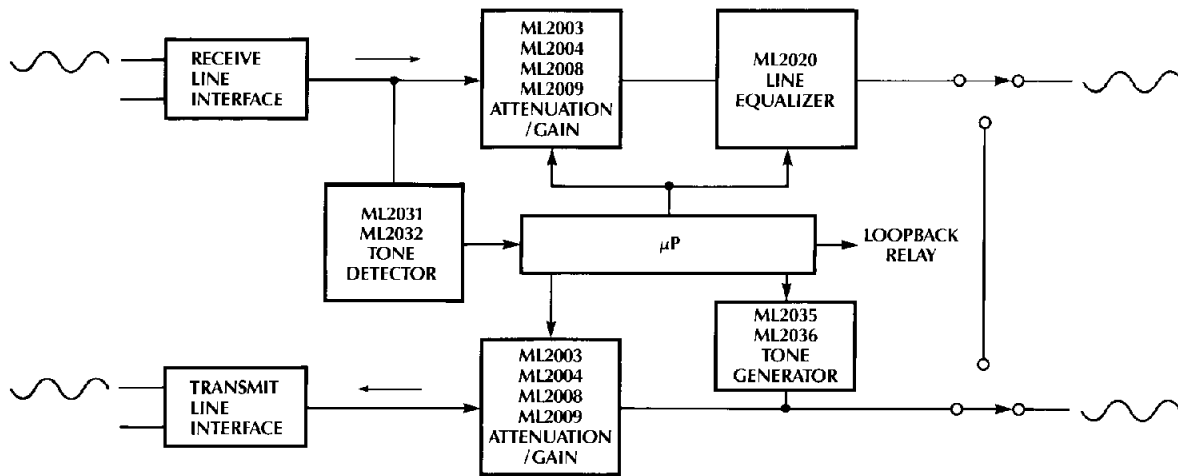 RECEIVE
LINE
INTERFACE
ML2003
ML2004
ML2008
ML2009
ATTENUATION
/GAIN
ML2020
LINE
EQUALIZER
ML2031
ML2032
TONE
DETECTOR
μP
LOOPBACK
RELAY
TRANSMIT
LINE
INTERFACE
ML2003
ML2004
ML2008
ML2009
ATTENUATION
/GAIN
ML2035
ML2036
TONE
GENERATOR